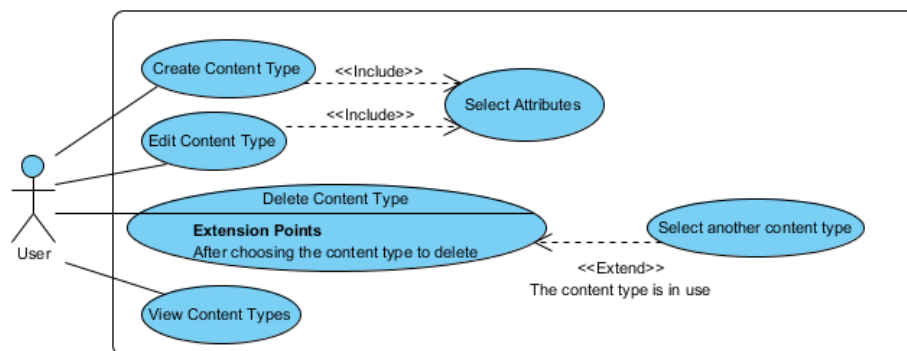 Create Content Type
<<Include>>
Select Attributes
<<Include>>
Edit Content Type
Delete Content Type
Extension Points
After choosing the content type to delete
Select another content type
<<Extend>>
The content type is in use
User
View Content Types